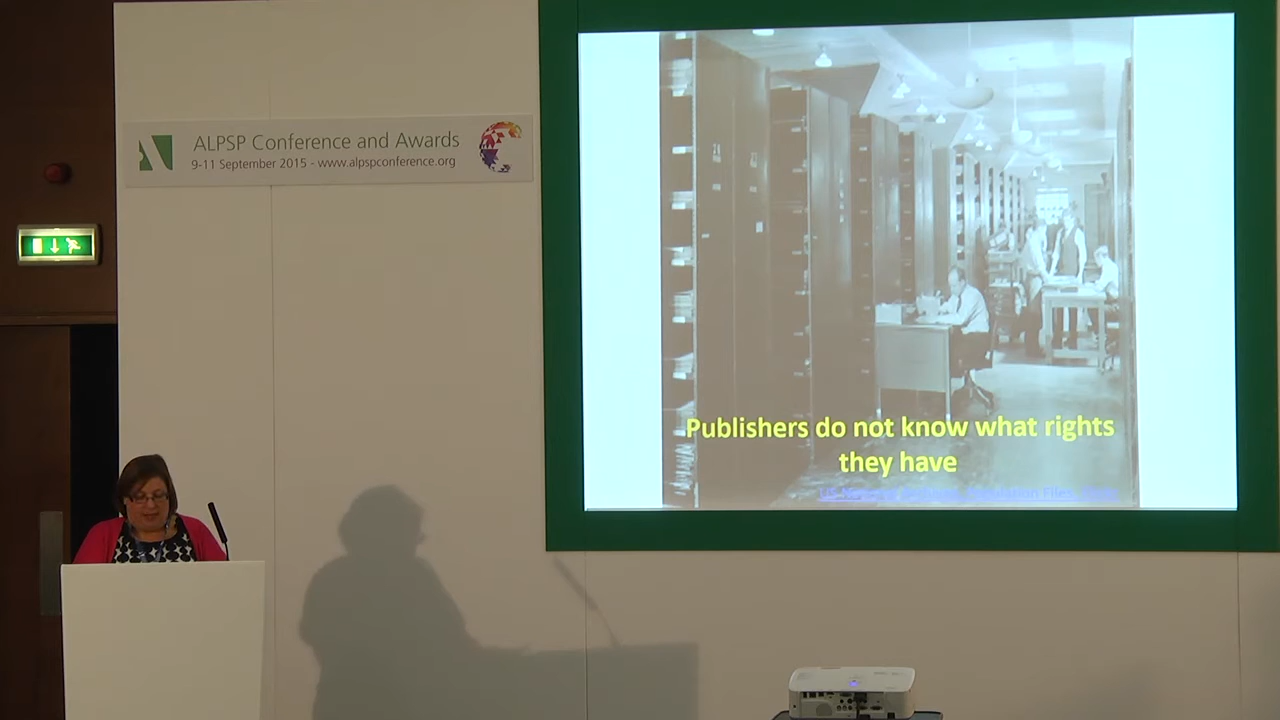 ALPSP Conference and Awards
9-11 September 2015 - www.alpspconference.org
Publishers do not know what rights
they have